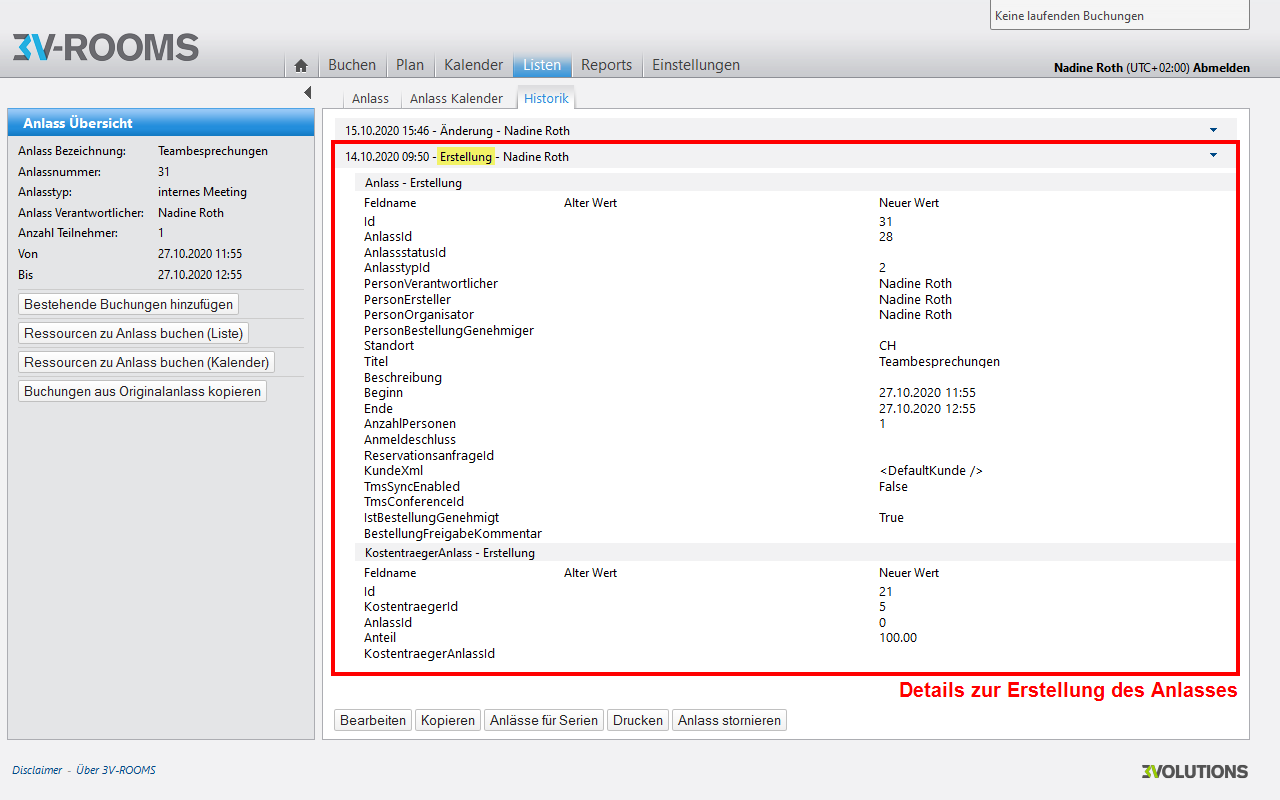 Keine laufenden Buchungen
3V-ROOMS
Buchen Plan Kalender Listen Reports Einstellungen
Nadine Roth (UTC+02:00) Abmelden
Anlass Anlass Kalender Historik
Anlass Übersicht
Anlass Bezeichnung: Teambesprechungen
Anlassnummer: 31
Anlasstyp: internes Meeting
Anlass Verantwortlicher: Nadine Roth
Anzahl Teilnehmer: 1
Von 27.10.2020 11:55
Bis 27.10.2020 12:55
Bestehende Buchungen hinzufügen
Ressourcen zu Anlass buchen (Liste)
Ressourcen zu Anlass buchen (Kalender)
Buchungen aus Originalanlass kopieren
15.10.2020 15:46 - Änderung - Nadine Roth
14.10.2020 09:50 - Erstellung - Nadine Roth
Anlass - Erstellung
Feldname Alter Wert Neuer Wert
Id 31
AnlassId 28
AnlassstatusId
AnlasstypId 2
PersonVerantwortlicher Nadine Roth
PersonErsteller Nadine Roth
PersonOrganisator Nadine Roth
PersonBestellungGenehmiger
Standort CH
Titel Teambesprechungen
Beschreibung
Beginn 27.10.2020 11:55
Ende 27.10.2020 12:55
AnzahlPersonen 1
Anmeldeschluss
ReservationsanfrageId
KundeXml <DefaultKunde />
TmsSyncEnabled False
TmsConferenceId
IstBestellungGenehmigt True
BestellungFreigabeKommentar
KostentraegerAnlass - Erstellung
Feldname Alter Wert Neuer Wert
Id 21
KostentraegerId 5
AnlassId 0
Anteil 100.00
KostentraegerAnlassId
Details zur Erstellung des Anlasses
Bearbeiten Kopieren Anlässe für Serien Drucken Anlass stornieren
Disclaimer - Über 3V-ROOMS
3VOLUTIONS